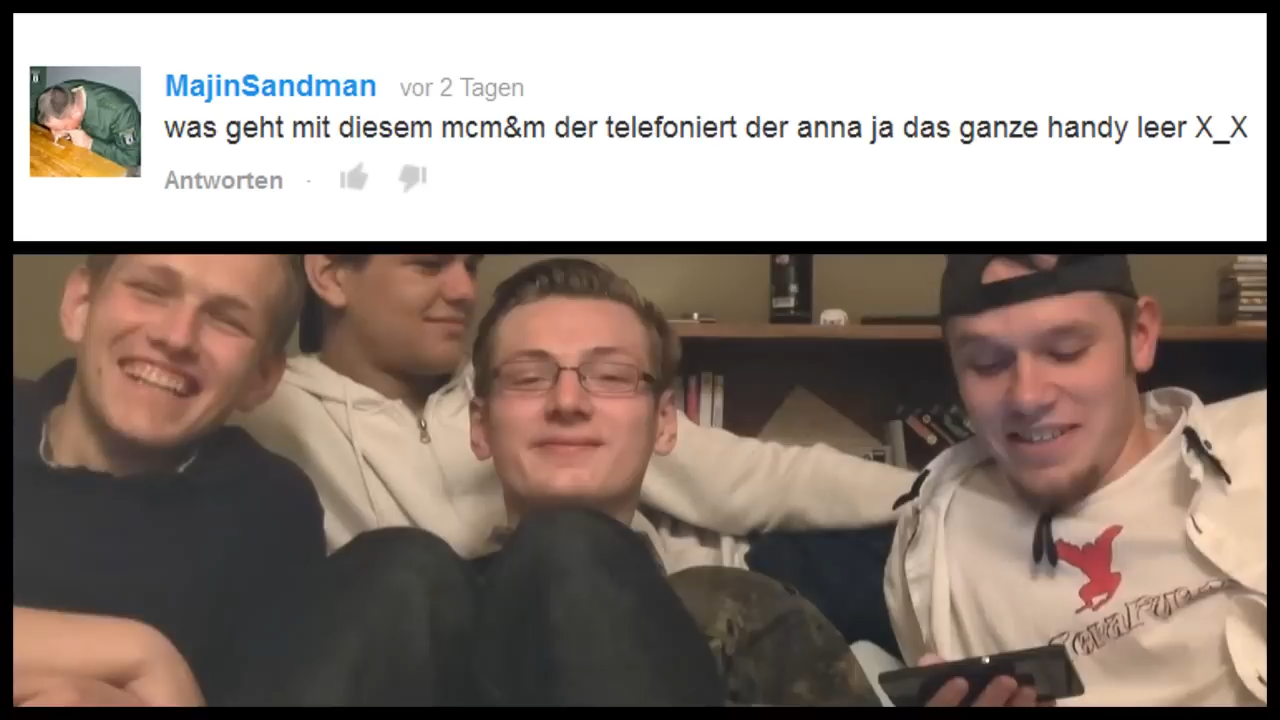 MajinSandman vor 2 Tagen
was geht mit diesem mcm&m der telefoniert der anna ja das ganze handy leer X_X
Antworten ·